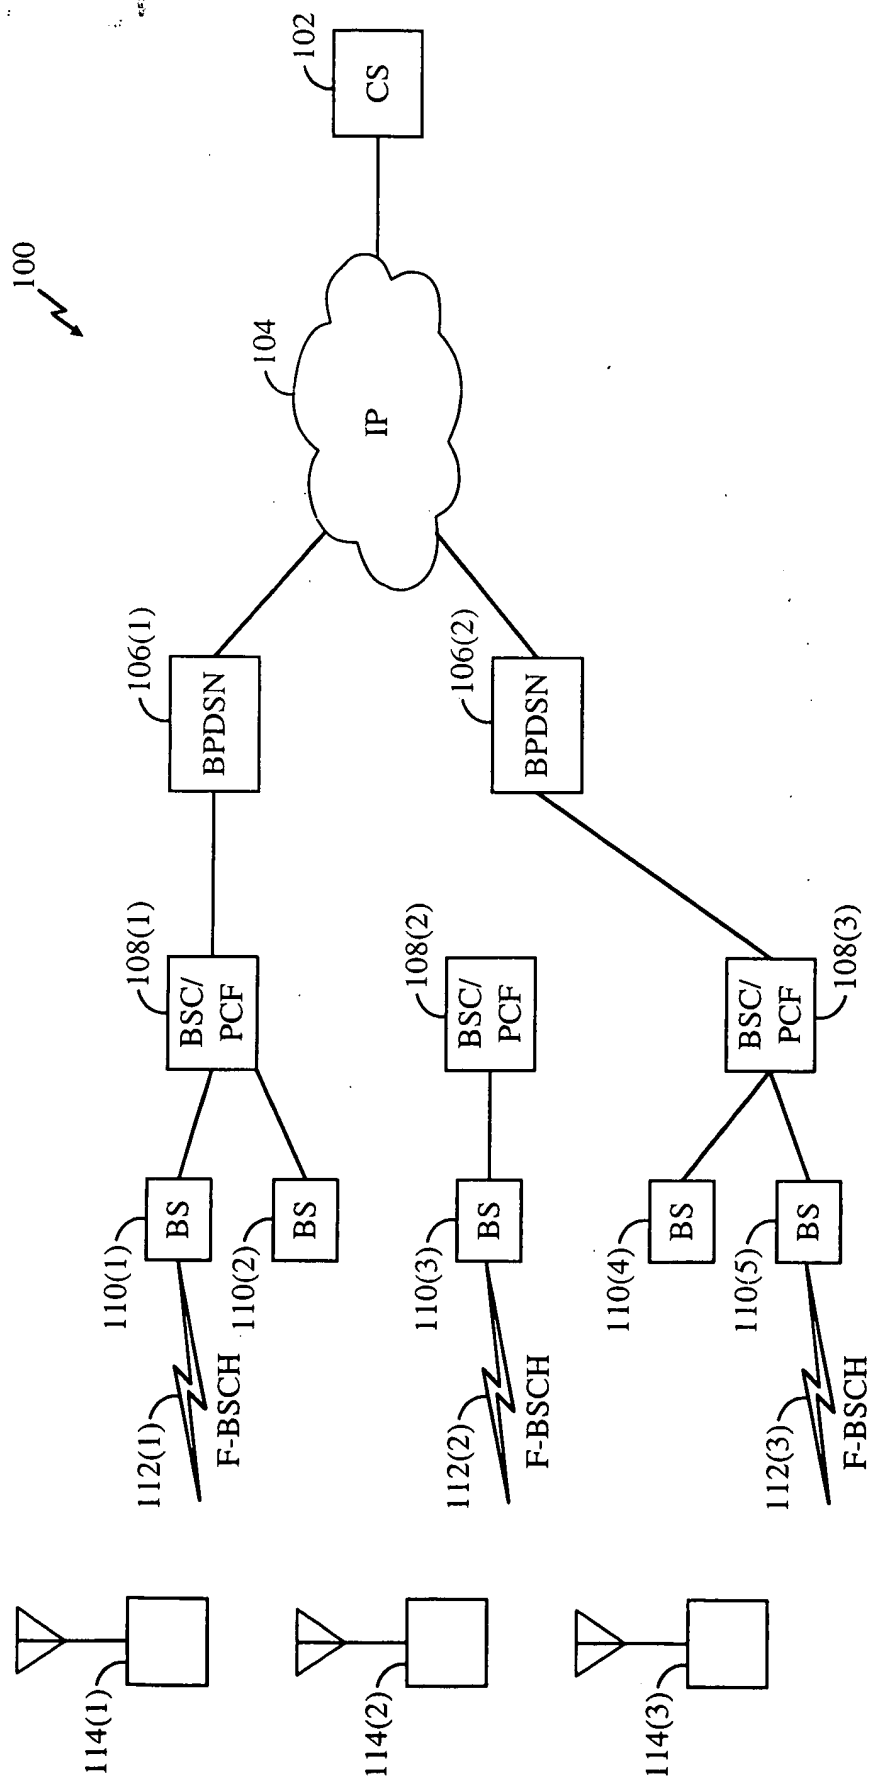 100
114(1)
112(1)
F-BSCH
110(1)
BS
110(2)
BS
108(1)
BSC/
PCF
106(1)
BPDSN
104
IP
102
CS
114(2)
112(2)
F-BSCH
110(3)
BS
108(2)
BSC/
PCF
106(2)
BPDSN
114(3)
112(3)
F-BSCH
110(4)
BS
110(5)
BS
BSC/
PCF
108(3)